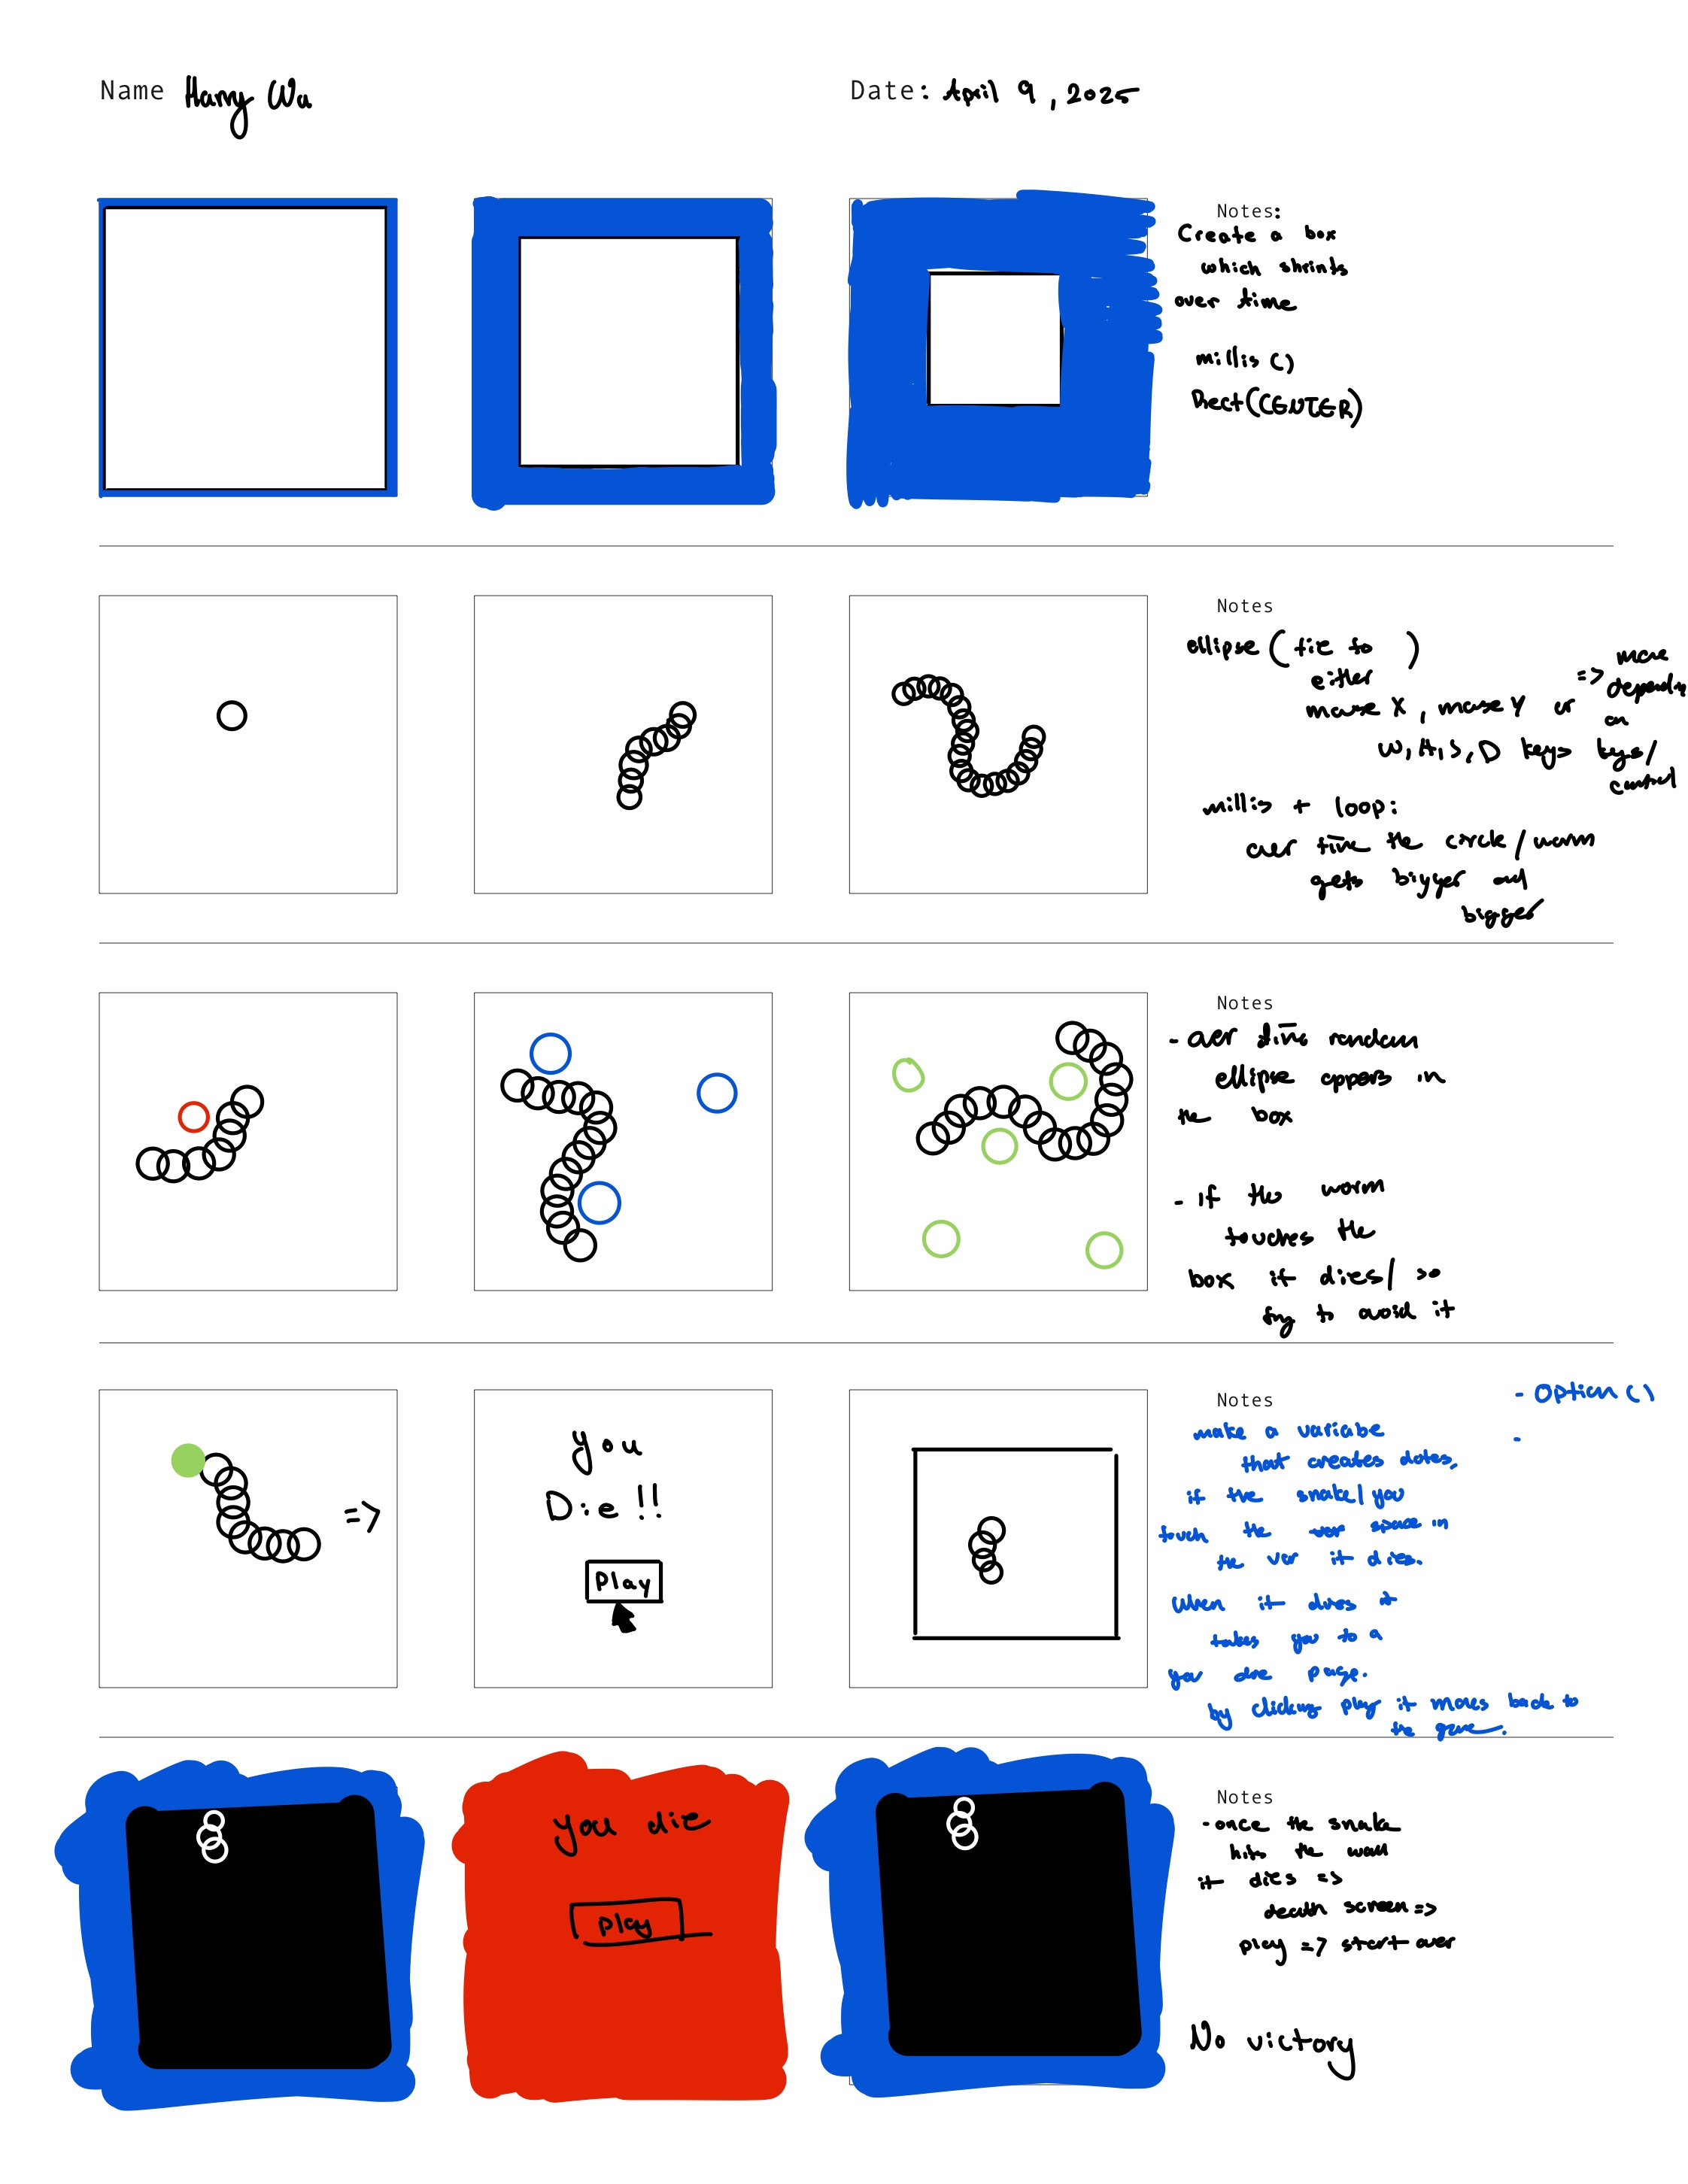 Name Harry Wu
Date: April 9, 2025
Notes:
Create a box
which shrinks
over time
millis ()
Rect(CENTER)
Notes
ellipse ( tie to )
either
mouse X, mouse Y or
W, A, S, D keys
=> move
depending
on
keys/
control
millis + loop:
over time the circle / worm
gets bigger and
bigger
Notes
- over time random
ellipse appers in
the box
- if the worm
touches the
box it dies/ so
try to avoid it
=>
you
Die !!
Play
Notes
- Option ()
-
make a variabe
that creates dotes,
if the snake/you
touch the space in
the var it dies.
When it dies it
takes you to a
you die page.
by clicking play it moves back to
the game.
you die
play
Notes
- once the snake
hits the wall
it dies =>
death screen =>
play => start over
No victory